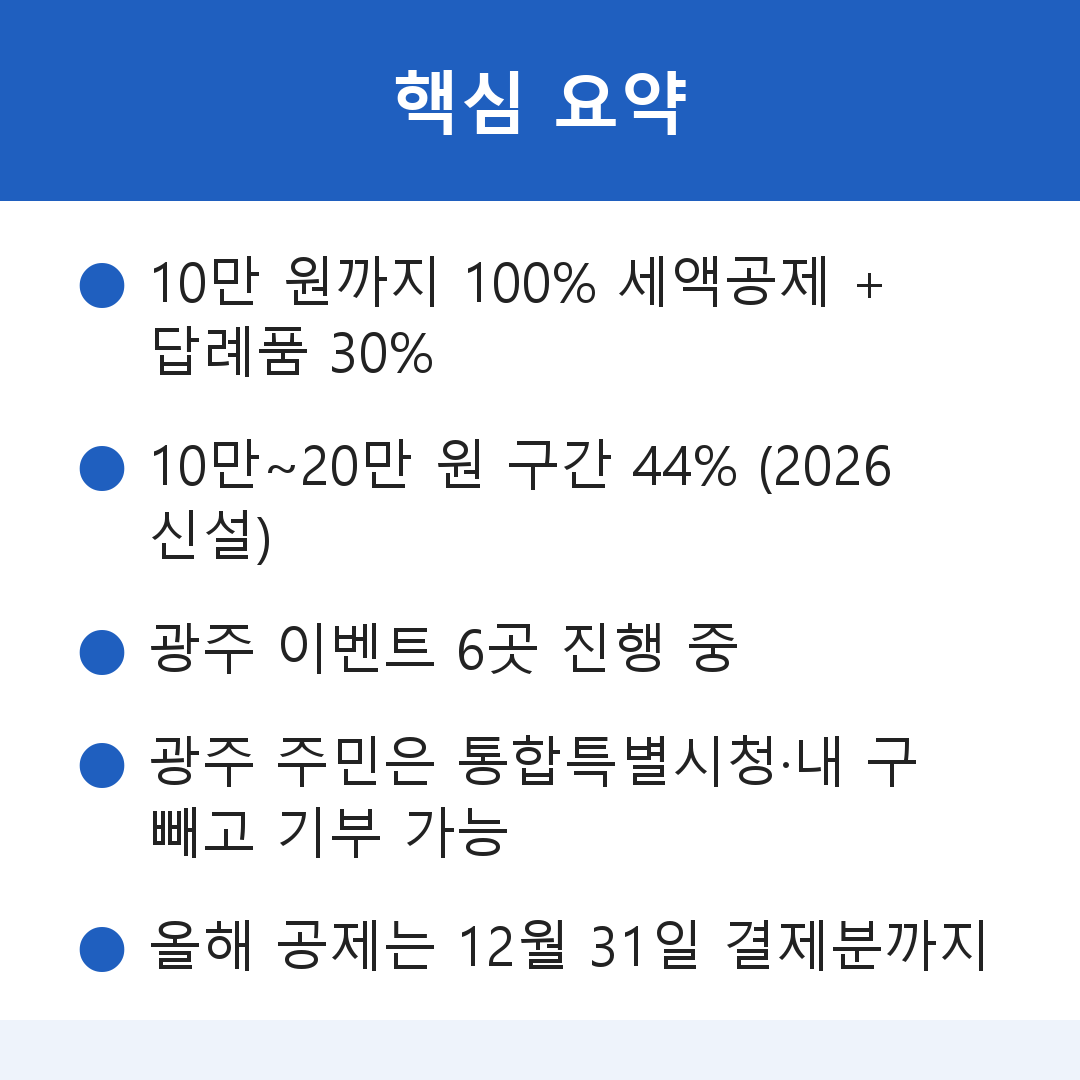 핵심 요약
10만 원까지 100% 세액공제 +
답례품 30%
10만~20만 원 구간 44% (2026
신설)
광주 이벤트 6곳 진행 중
광주 주민은 통합특별시청·내 구
빼고 기부 가능
올해 공제는 12월 31일 결제분까지